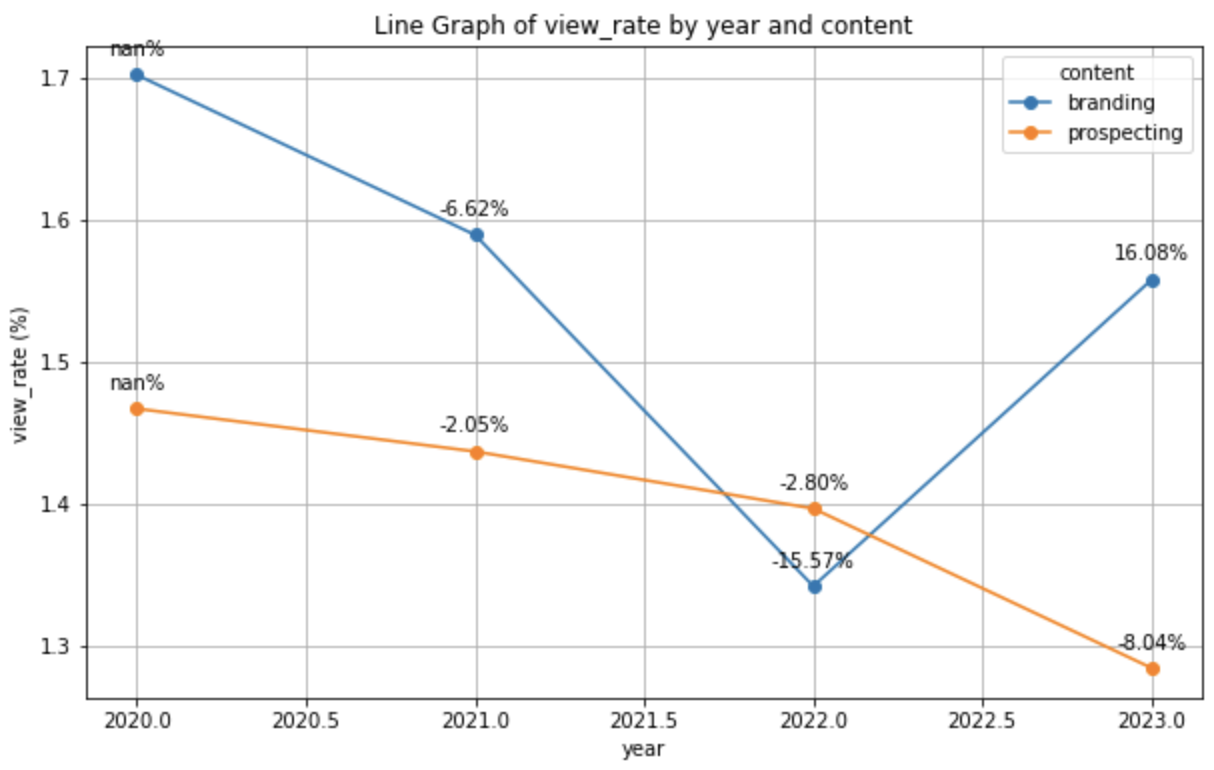 Line Graph of view_rate by year and content
nan%
content
branding
prospecting
-6.62%
16.08%
nan%
-2.05%
-2.80%
-15.57%
-8.04%
view_rate (%)
1.7
1.6
1.5
1.4
1.3
2020.0 2020.5 2021.0 2021.5 2022.0 2022.5 2023.0
year